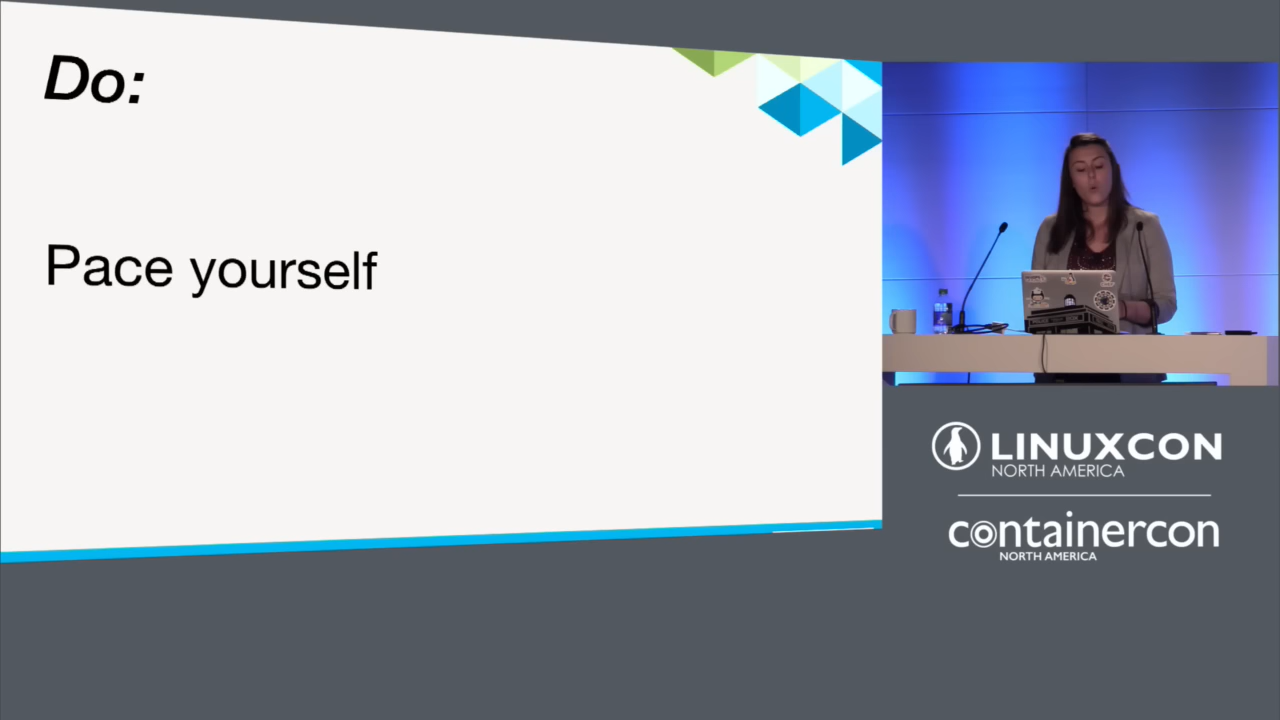 Do:
Pace yourself
LINUXCON
NORTH AMERICA
containercon
NORTH AMERICA